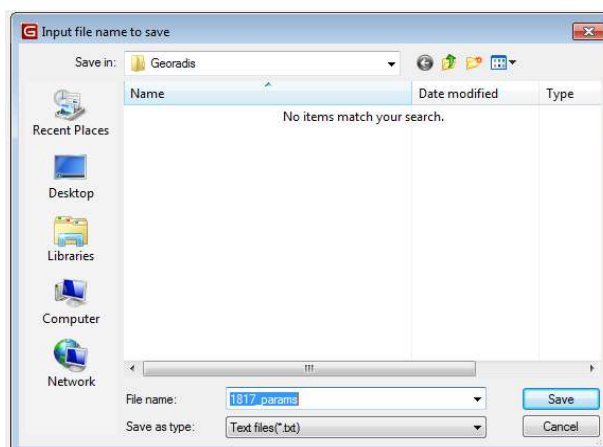 Input file name to save
Save in: Georadis
Name Date modified Type
No items match your search.
Recent Places
Desktop
Libraries
Computer
Network
File name: 1817_params Save
Save as type: Text files(*.txt) Cancel